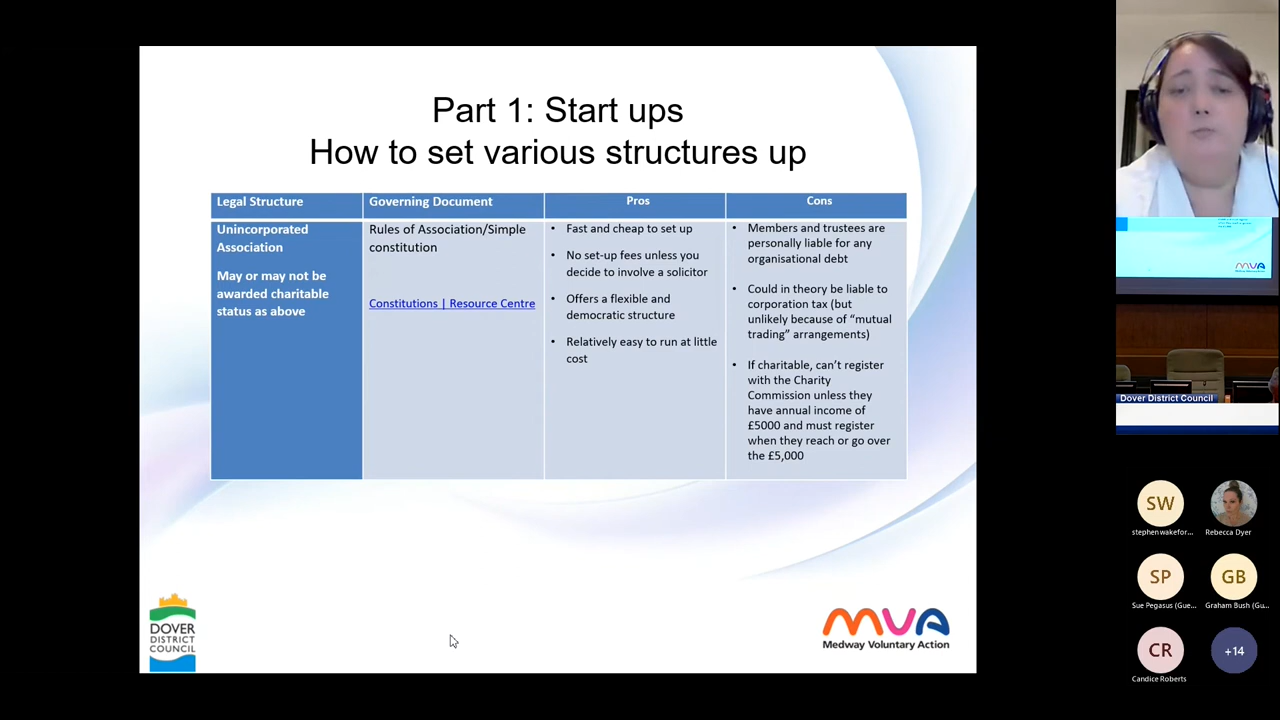 Part 1: Start ups
How to set various structures up
Legal Structure
Governing Document
Pros
Cons
Unincorporated
Association
May or may not be
awarded charitable
status as above
Rules of Association/Simple
constitution
Constitutions | Resource Centre
• Fast and cheap to set up
• No set-up fees unless you
decide to involve a solicitor
• Offers a flexible and
democratic structure
• Relatively easy to run at little
cost
• Members and trustees are
personally liable for any
organisational debt
• Could in theory be liable to
corporation tax (but
unlikely because of “mutual
trading” arrangements)
• If charitable, can’t register
with the Charity
Commission unless they
have annual income of
£5000 and must register
when they reach or go over
the £5,000
DOVER
DISTRICT
COUNCIL
mva
Medway Voluntary Action
mva
Dover District Council
SW
stephen wakefor...
Rebecca Dyer
SP
Sue Pegasus (Gue...
GB
Graham Bush (Gu...
CR
Candice Roberts
+14